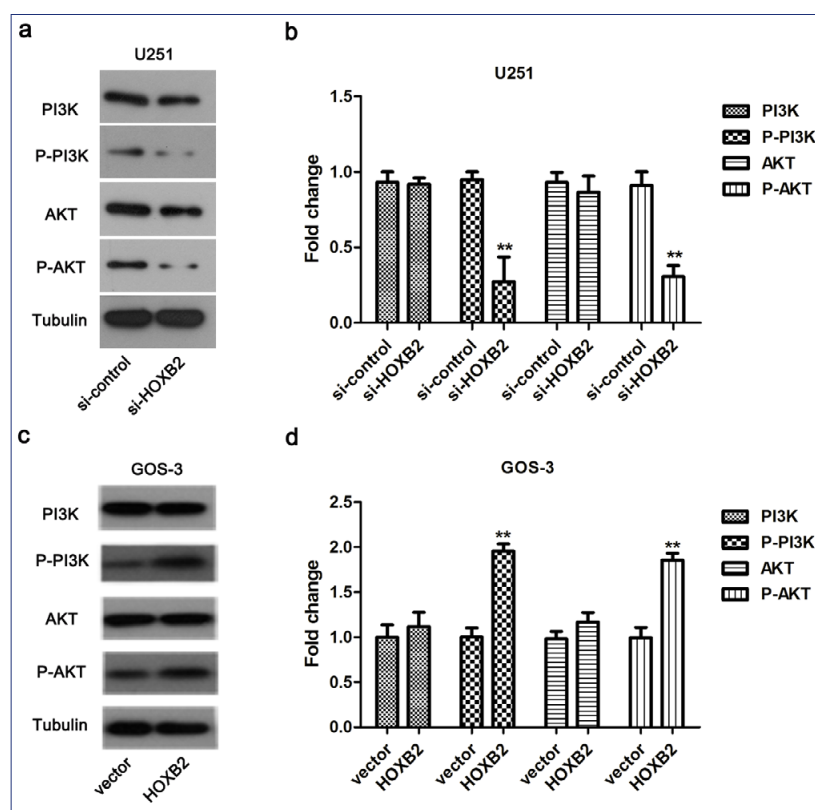 a
U251
PI3K
P-PI3K
AKT
P-AKT
Tubulin
si-control
si-HOXB2
b
U251
Fold change
1.5
1.0
0.5
0.0
**
**
si-control
si-HOXB2
si-control
si-HOXB2
si-control
si-HOXB2
si-control
si-HOXB2
PI3K
P-PI3K
AKT
P-AKT
c
GOS-3
PI3K
P-PI3K
AKT
P-AKT
Tubulin
vector
HOXB2
d
GOS-3
Fold change
2.5
2.0
1.5
1.0
0.5
0.0
**
**
vector
HOXB2
vector
HOXB2
vector
HOXB2
vector
HOXB2
PI3K
P-PI3K
AKT
P-AKT